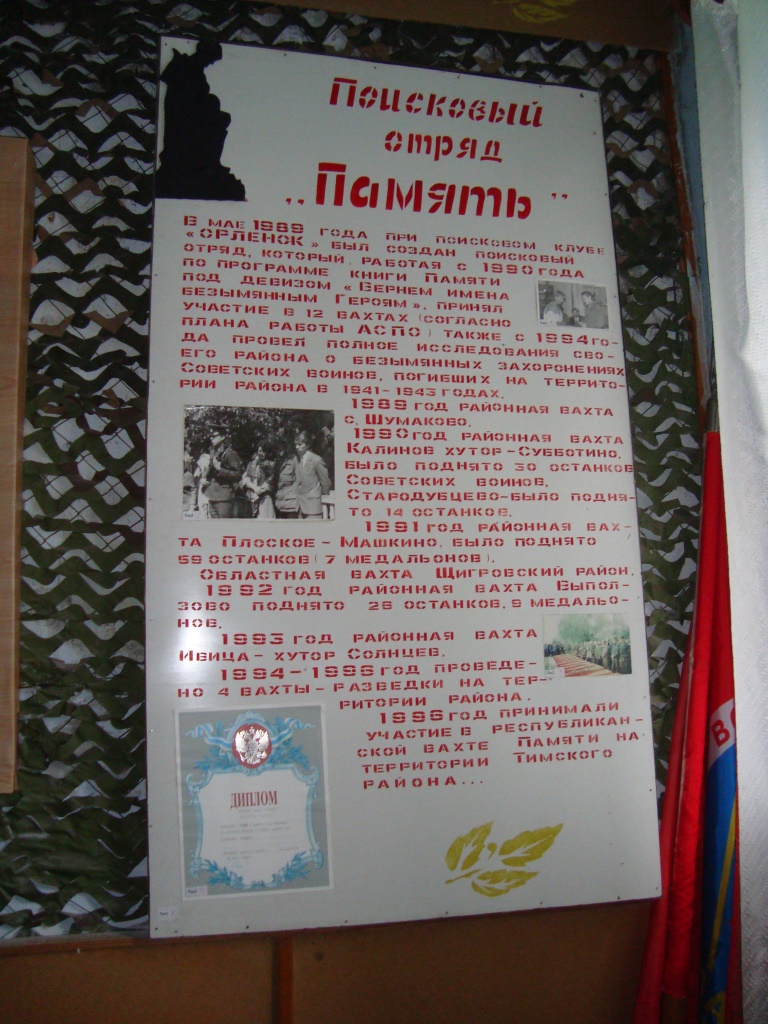 Поисковый
отряд
„Память"
В мае 1989 года при поисковом клубе
«Орленок» был создан поисковый
отряд, который, работая с 1990 года
по программе книги Памяти
под девизом «Вернем имена
безымянным Героям», принял
участие в 12 вахтах (согласно
плана работы АСПО) также с 1994 го-
да провел полное исследования сво-
его района о безымянных захоронениях
Советских воинов, погибших на террито-
рии района в 1941-1943 годах.
1989 год районная вахта
с. Шумаково.
1990 год районная вахта
Калинов хутор-Субботино,
было поднято 30 останков
Советских воинов.
Стародубцево-было подня-
то 14 останков.
1991 год районная вах-
та Плоское - Машкино, было поднято
59 останков (7 медальонов).
Областная вахта Щигровский район.
1992 год районная вахта Выпол-
зово поднято 26 останков, 9 медальо-
нов.
1993 год районная вахта
Ивица - хутор Солнцев.
1994-1996 год проведе-
но 4 вахты - разведки на тер-
ритории района.
1996 год принимали
участие в республикан-
ской вахте Памяти на
территории Тимского
района...
ДИПЛОМ
В